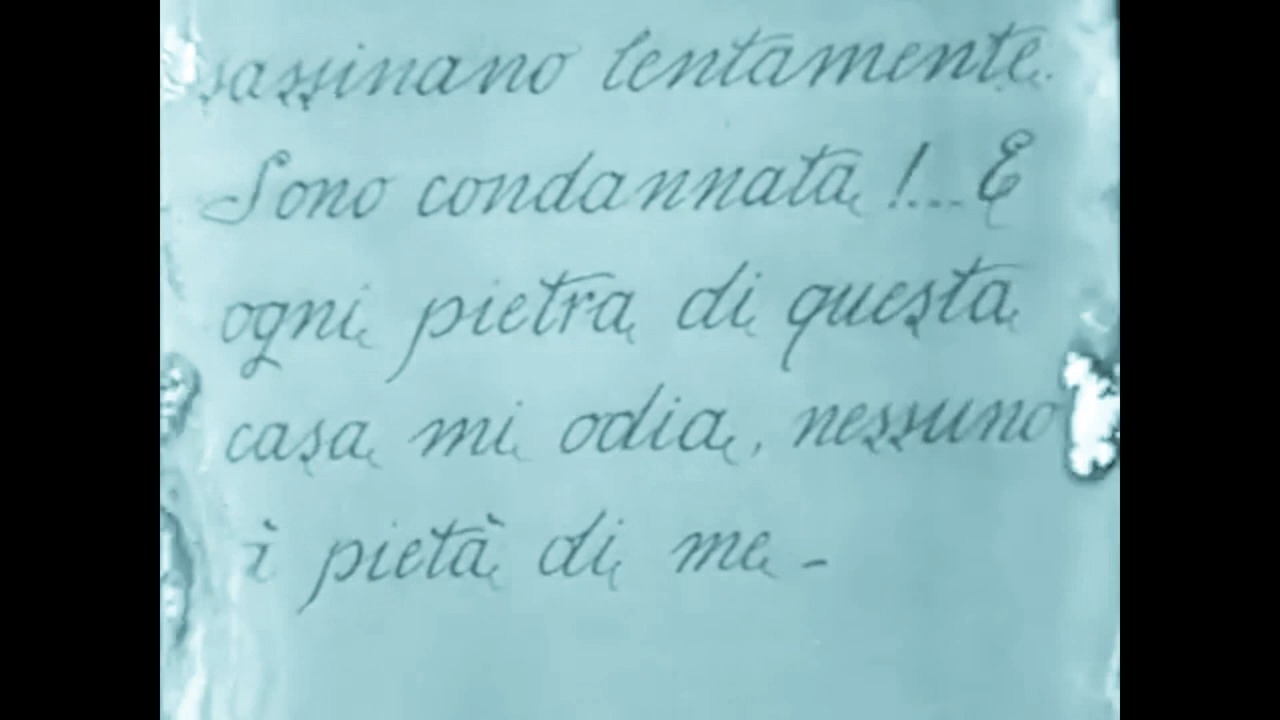 sassinano lentamente.
Sono condannata!... E
ogni pietra di questa
casa mi odia, nessuno
pietà di me -